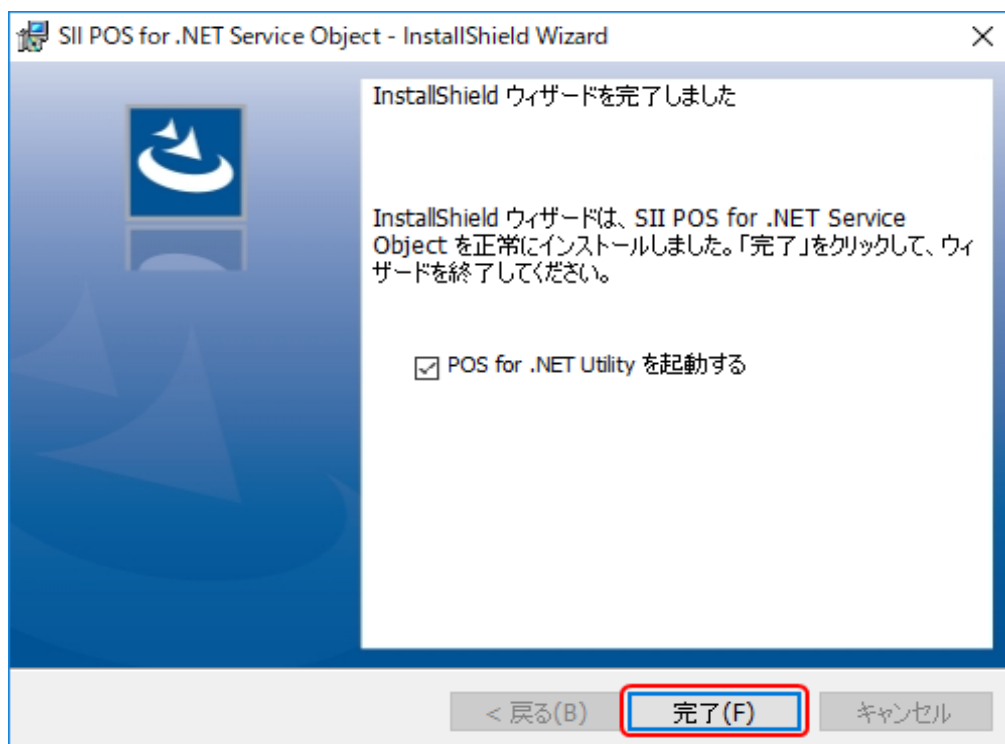 SII POS for .NET Service Object - InstallShield Wizard
InstallShield ウィザードを完了しました
InstallShield ウィザードは、SII POS for .NET Service
Object を正常にインストールしました。「完了」をクリックして、ウィ
ザードを終了してください。
POS for .NET Utility を起動する
< 戻る(B)
完了(F)
キャンセル